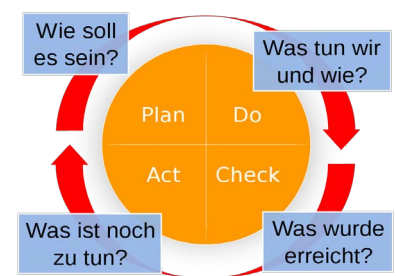 Wie soll
es sein?
Was tun wir
und wie?
Plan
Do
Act
Check
Was ist noch
zu tun?
Was wurde
erreicht?